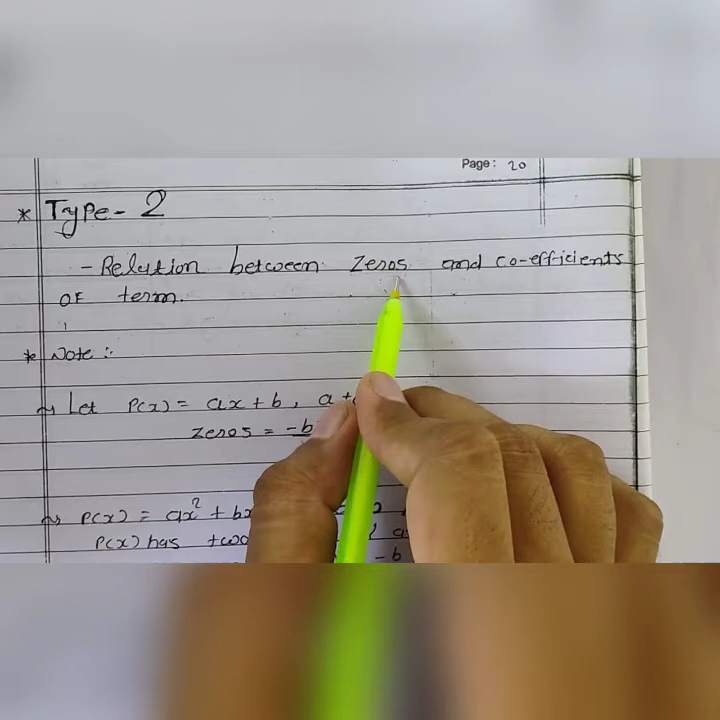 Page: 20
* Type- 2
- Relation between zeros and co-efficients
OF term.
* Note :-
Let P(x) = ax + b , a
zeros = -b
P(x) = ax² + bx
P(x) has two
-b